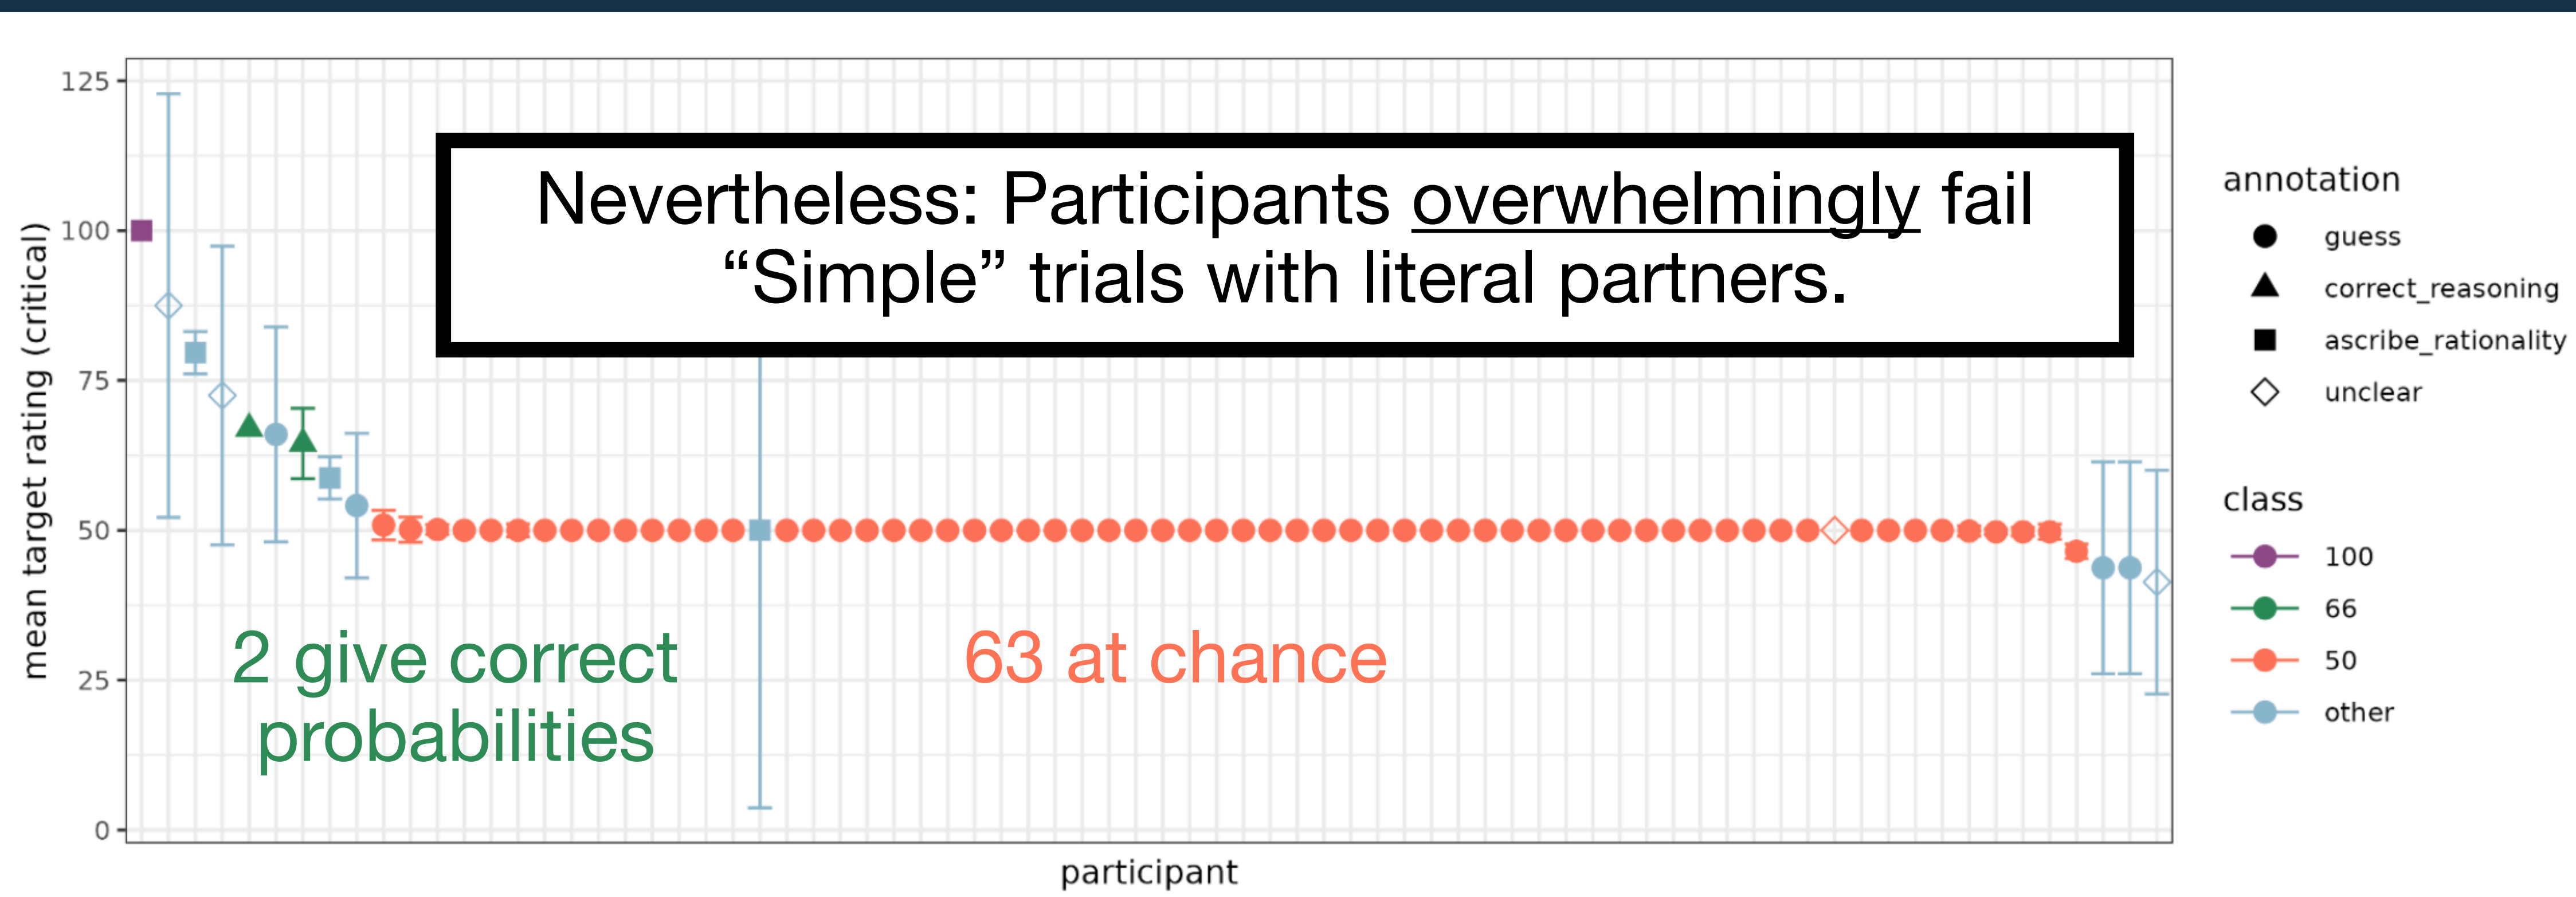 125
100
75
50
25
0
mean target rating (critical)
participant
Nevertheless: Participants overwhelmingly fail
“Simple” trials with literal partners.
2 give correct
probabilities
63 at chance
annotation
guess
correct_reasoning
ascribe_rationality
unclear
class
100
66
50
other